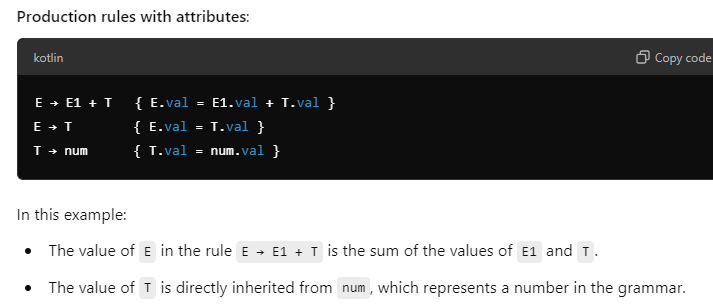 Production rules with attributes:
kotlin
Copy code
E → E1 + T { E.val = E1.val + T.val }
E → T { E.val = T.val }
T → num { T.val = num.val }
In this example:
• The value of E in the rule E → E1 + T is the sum of the values of E1 and T.
• The value of T is directly inherited from num, which represents a number in the grammar.